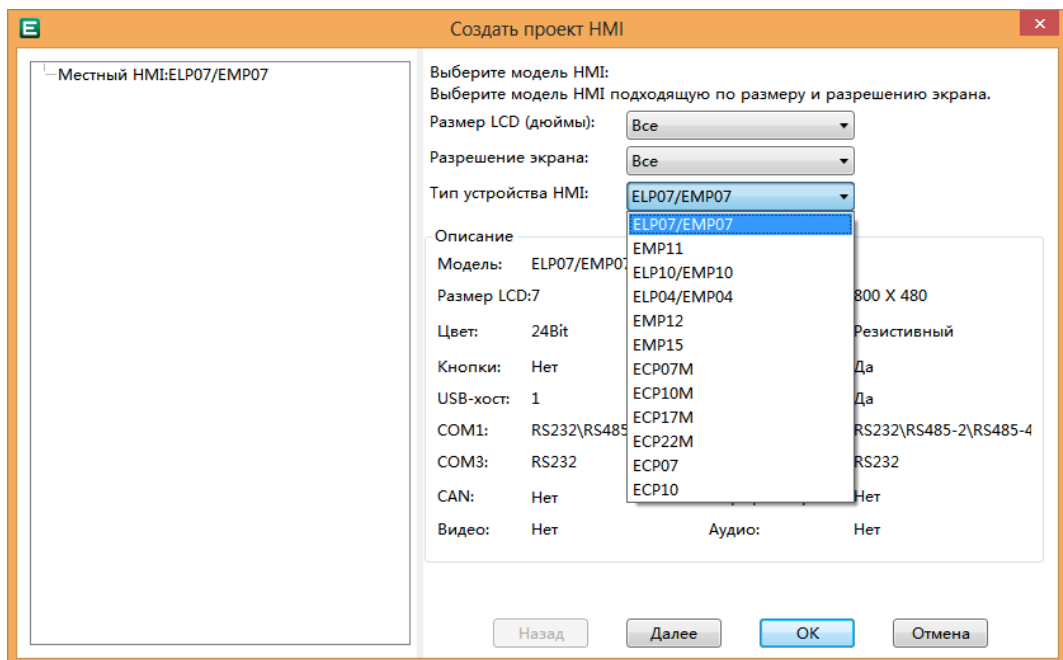 E
Создать проект HMI
×
Местный HMI:ELP07/EMP07
Выберите модель HMI:
Выберите модель HMI подходящую по размеру и разрешению экрана.
Размер LCD (дюймы): Все
Разрешение экрана: Все
Тип устройства HMI: ELP07/EMP07
ELP07/EMP07
EMP11
ELP10/EMP10
ELP04/EMP04
EMP12
EMP15
ECP07M
ECP10M
ECP17M
ECP22M
ECP07
ECP10
Описание
Модель: ELP07/EMP07
Размер LCD:7 800 X 480
Цвет: 24Bit Резистивный
Кнопки: Нет Да
USB-хост: 1 Да
COM1: RS232\RS485 RS232\RS485-2\RS485-4
COM3: RS232 RS232
CAN: Нет Нет
Видео: Нет Аудио: Нет
Назад Далее OK Отмена